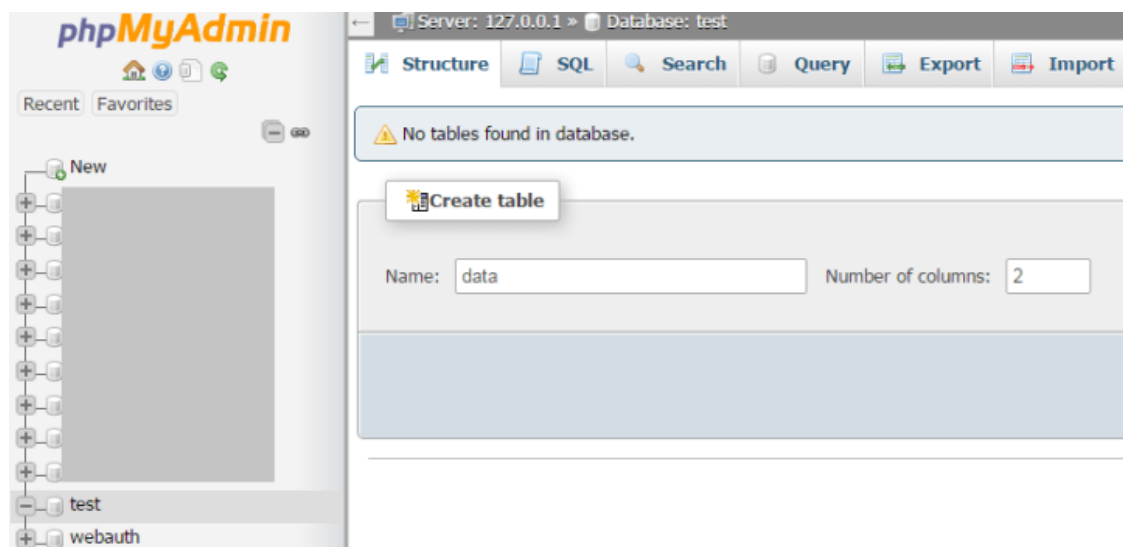 phpMyAdmin
Recent Favorites
New
test
webauth
Server: 127.0.0.1 » Database: test
Structure SQL Search Query Export Import
No tables found in database.
Create table
Name: data Number of columns: 2